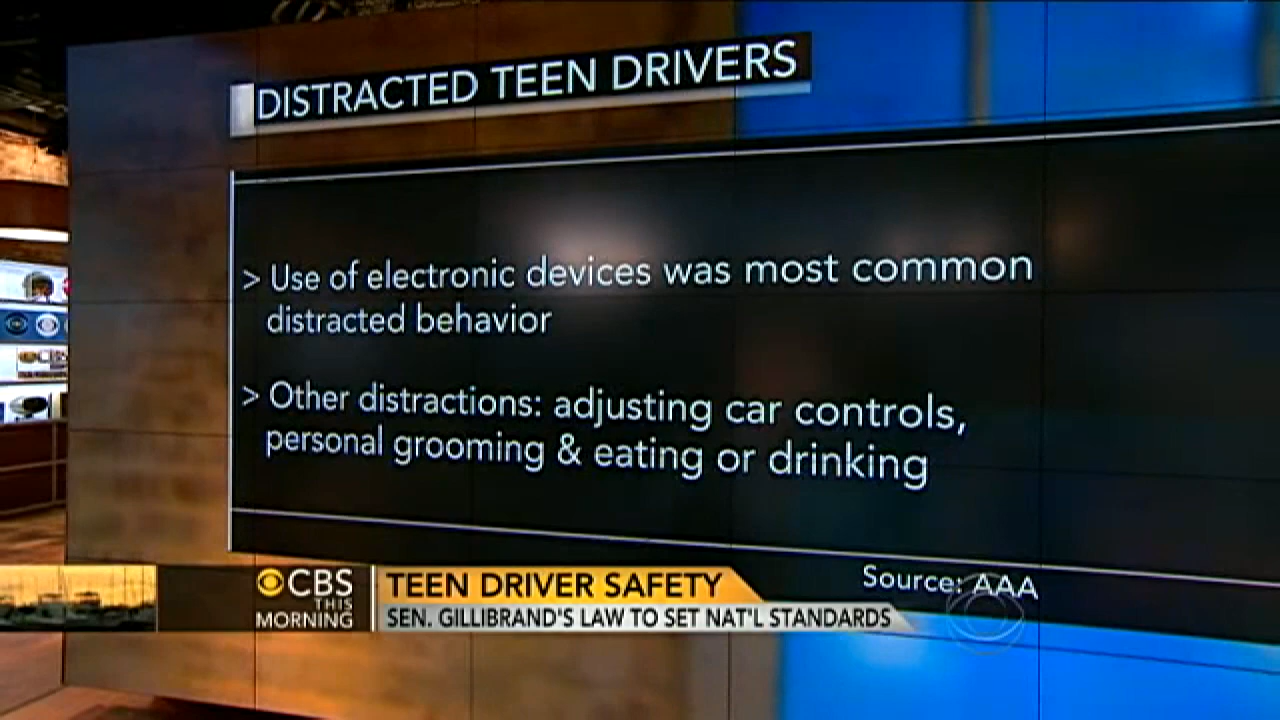 DISTRACTED TEEN DRIVERS
> Use of electronic devices was most common
distracted behavior
> Other distractions: adjusting car controls,
personal grooming & eating or drinking
Source: AAA
CBS
THIS
MORNING
TEEN DRIVER SAFETY
SEN. GILLIBRAND'S LAW TO SET NAT'L STANDARDS